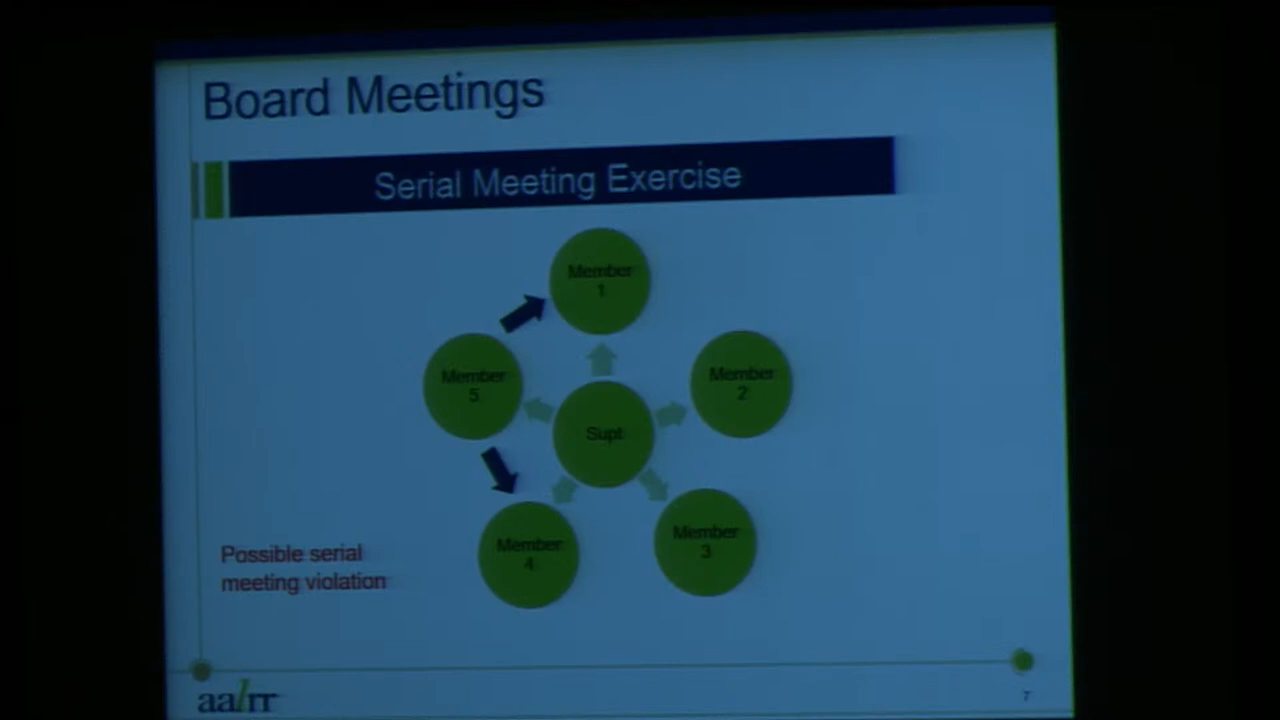 Board Meetings
Serial Meeting Exercise
Member
1
Member
5
Member
2
Supt
Member
4
Member
3
Possible serial
meeting violation
aalrr
7